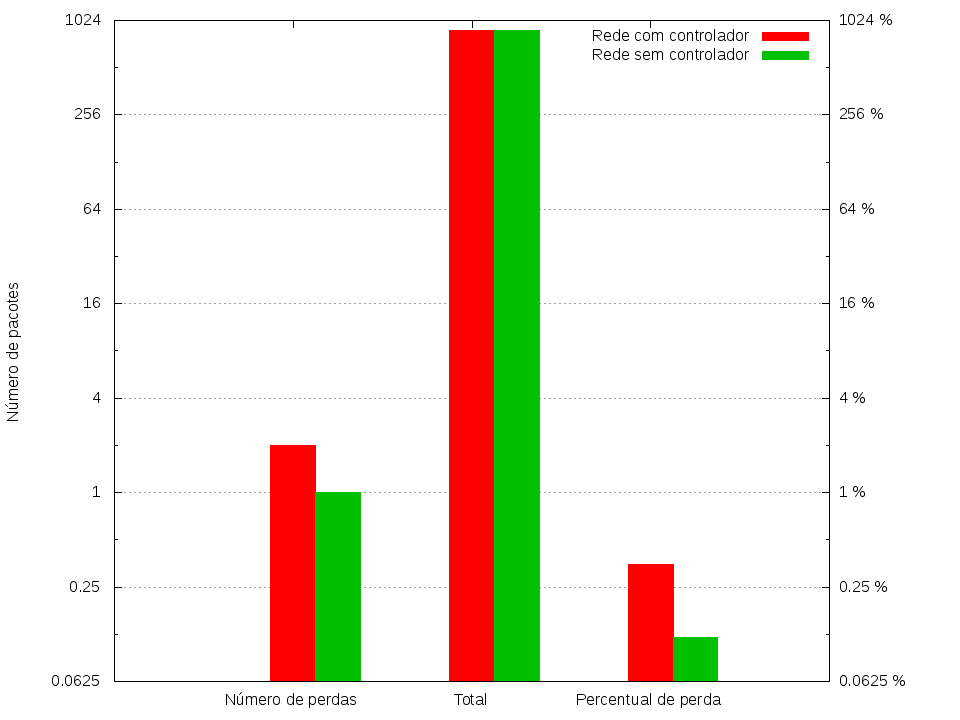 1024
256
64
16
4
1
0.25
0.0625
1024 %
256 %
64 %
16 %
4 %
1 %
0.25 %
0.0625 %
Número de pacotes
Rede com controlador
Rede sem controlador
Número de perdas
Total
Percentual de perda